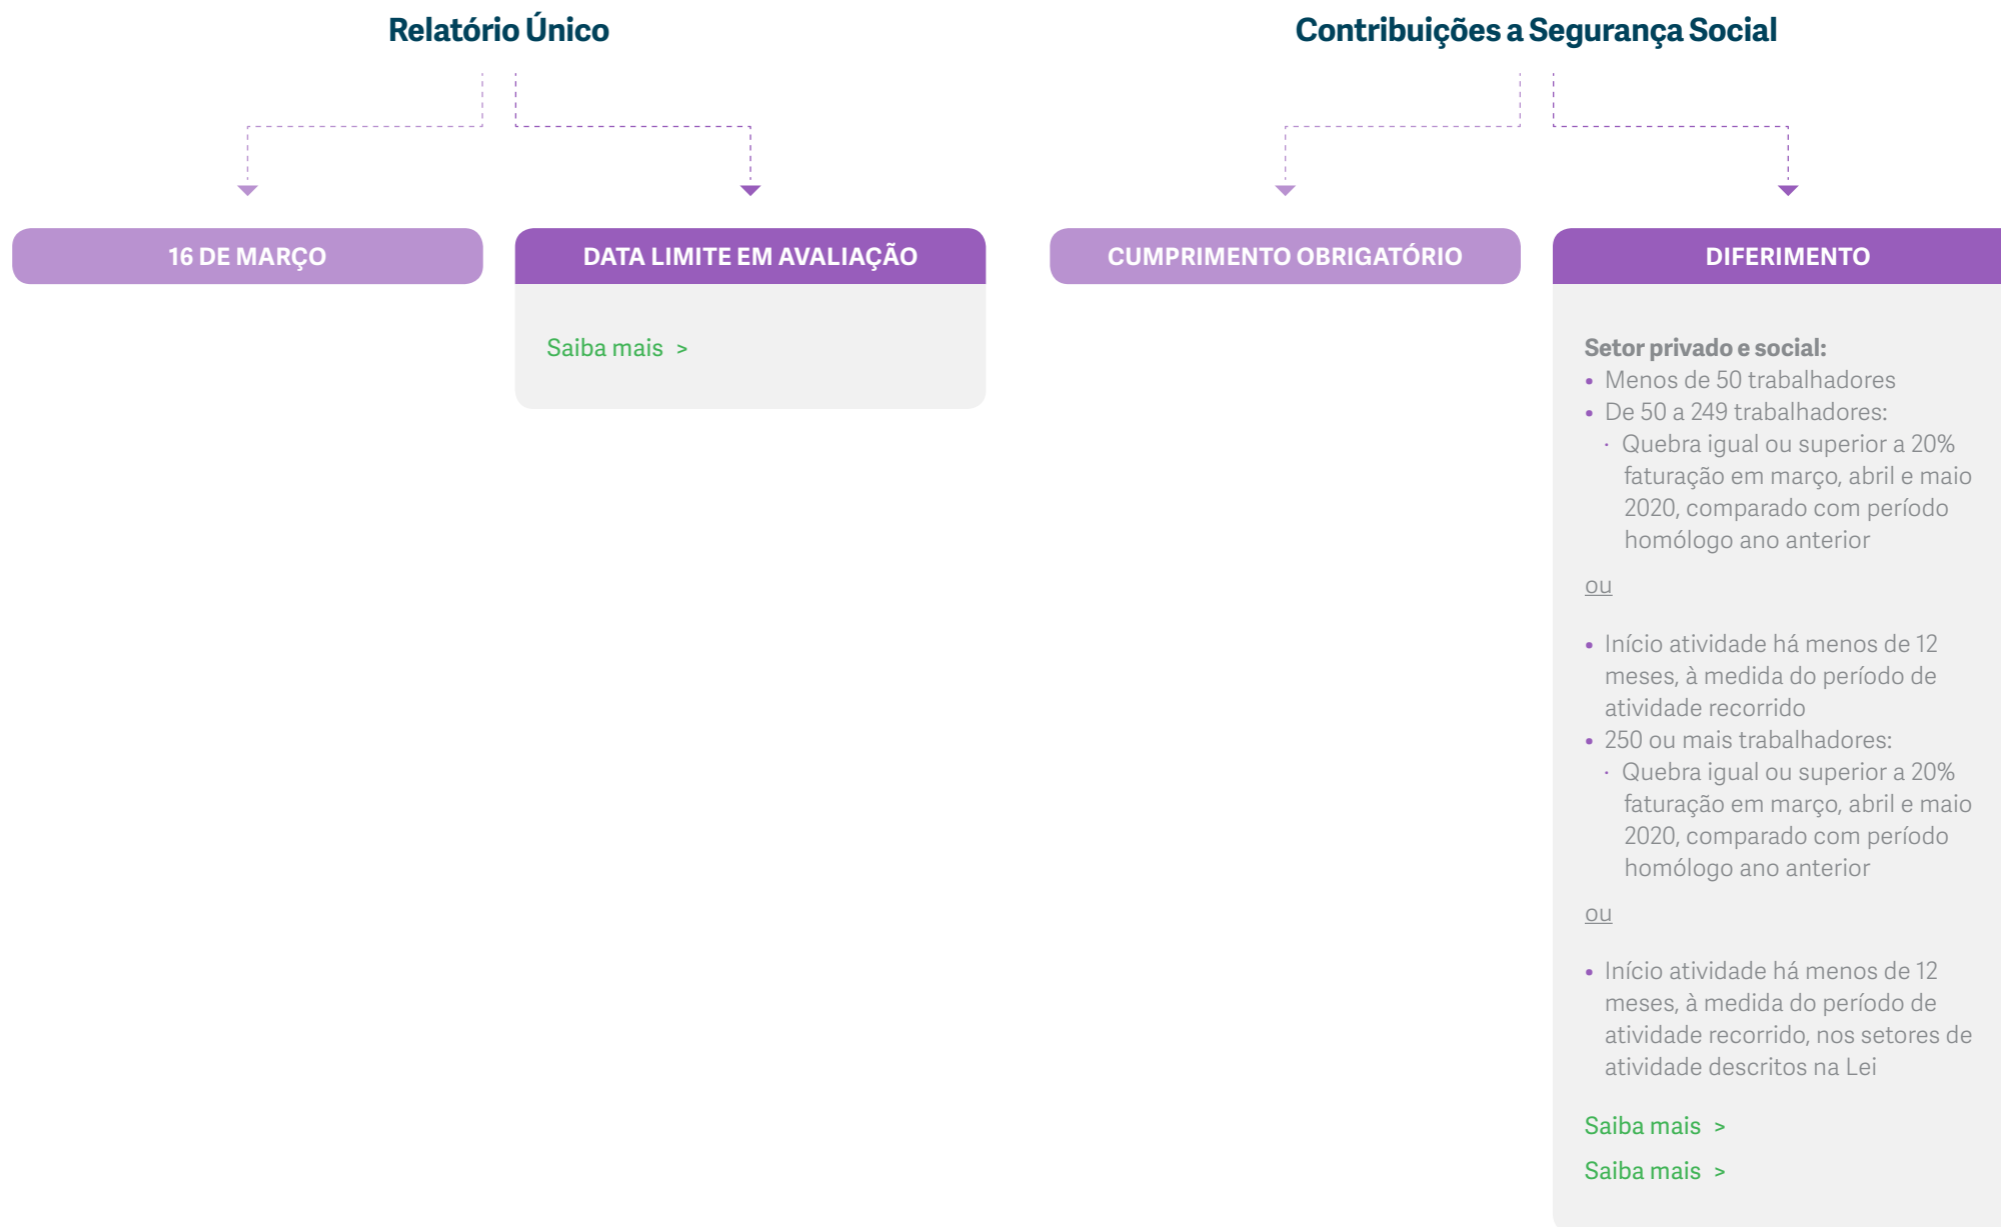 Relatório Único
16 DE MARÇO
DATA LIMITE EM AVALIAÇÃO
Saiba mais >
Contribuições a Segurança Social
CUMPRIMENTO OBRIGATÓRIO
DIFERIMENTO
Setor privado e social:
• Menos de 50 trabalhadores
• De 50 a 249 trabalhadores:
· Quebra igual ou superior a 20%
faturação em março, abril e maio
2020, comparado com período
homólogo ano anterior
ou
• Início atividade há menos de 12
meses, à medida do período de
atividade recorrido
• 250 ou mais trabalhadores:
· Quebra igual ou superior a 20%
faturação em março, abril e maio
2020, comparado com período
homólogo ano anterior
ou
• Início atividade há menos de 12
meses, à medida do período de
atividade recorrido, nos setores de
atividade descritos na Lei
Saiba mais >
Saiba mais >